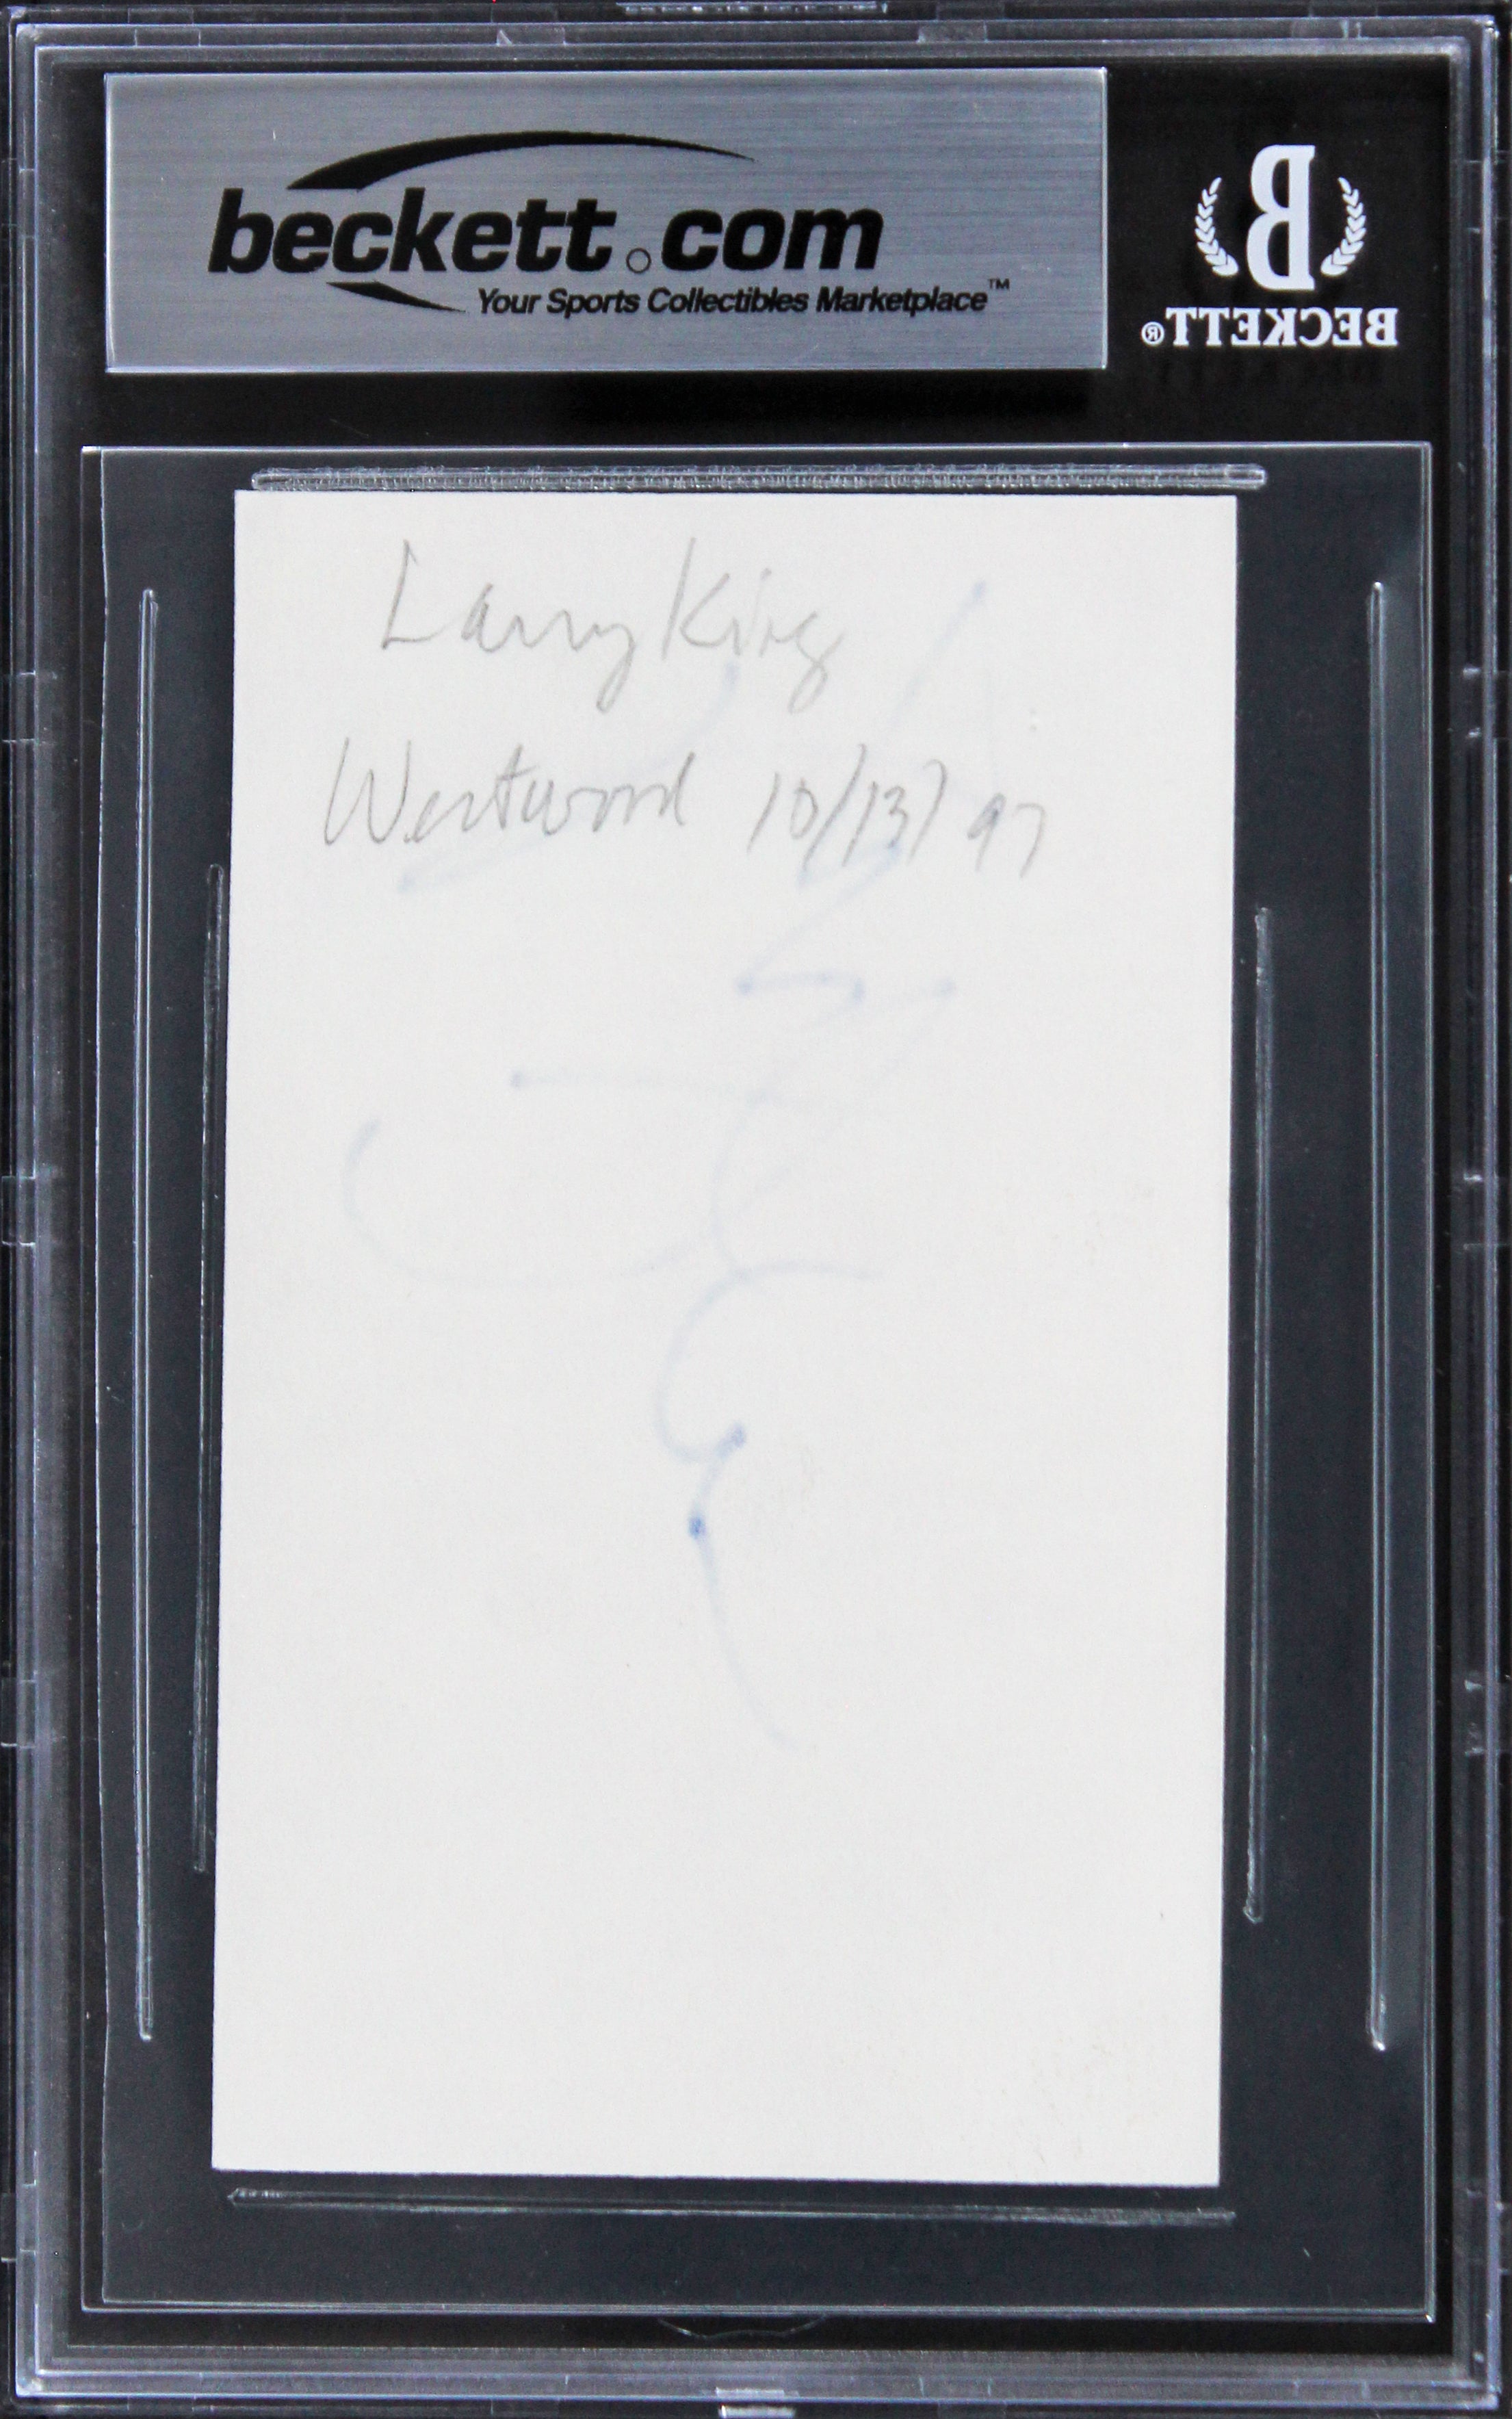 beckett.com
Your Sports Collectibles Marketplace™
B
BECKETT®
Larry King
Westwood 10/13/97